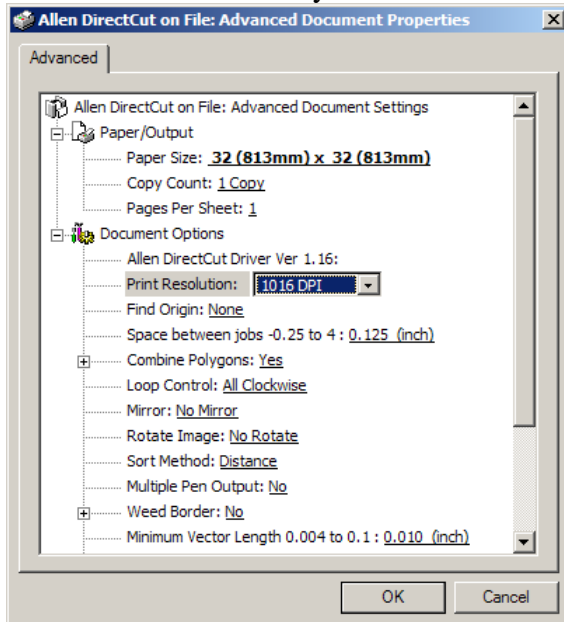 Allen DirectCut on File: Advanced Document Properties
Advanced
Allen DirectCut on File: Advanced Document Settings
Paper/Output
Paper Size: 32 (813mm) x 32 (813mm)
Copy Count: 1 Copy
Pages Per Sheet: 1
Document Options
Allen DirectCut Driver Ver 1.16:
Print Resolution: 1016 DPI
Find Origin: None
Space between jobs -0.25 to 4 : 0.125 (inch)
Combine Polygons: Yes
Loop Control: All Clockwise
Mirror: No Mirror
Rotate Image: No Rotate
Sort Method: Distance
Multiple Pen Output: No
Weed Border: No
Minimum Vector Length 0.004 to 0.1 : 0.010 (inch)
OK Cancel